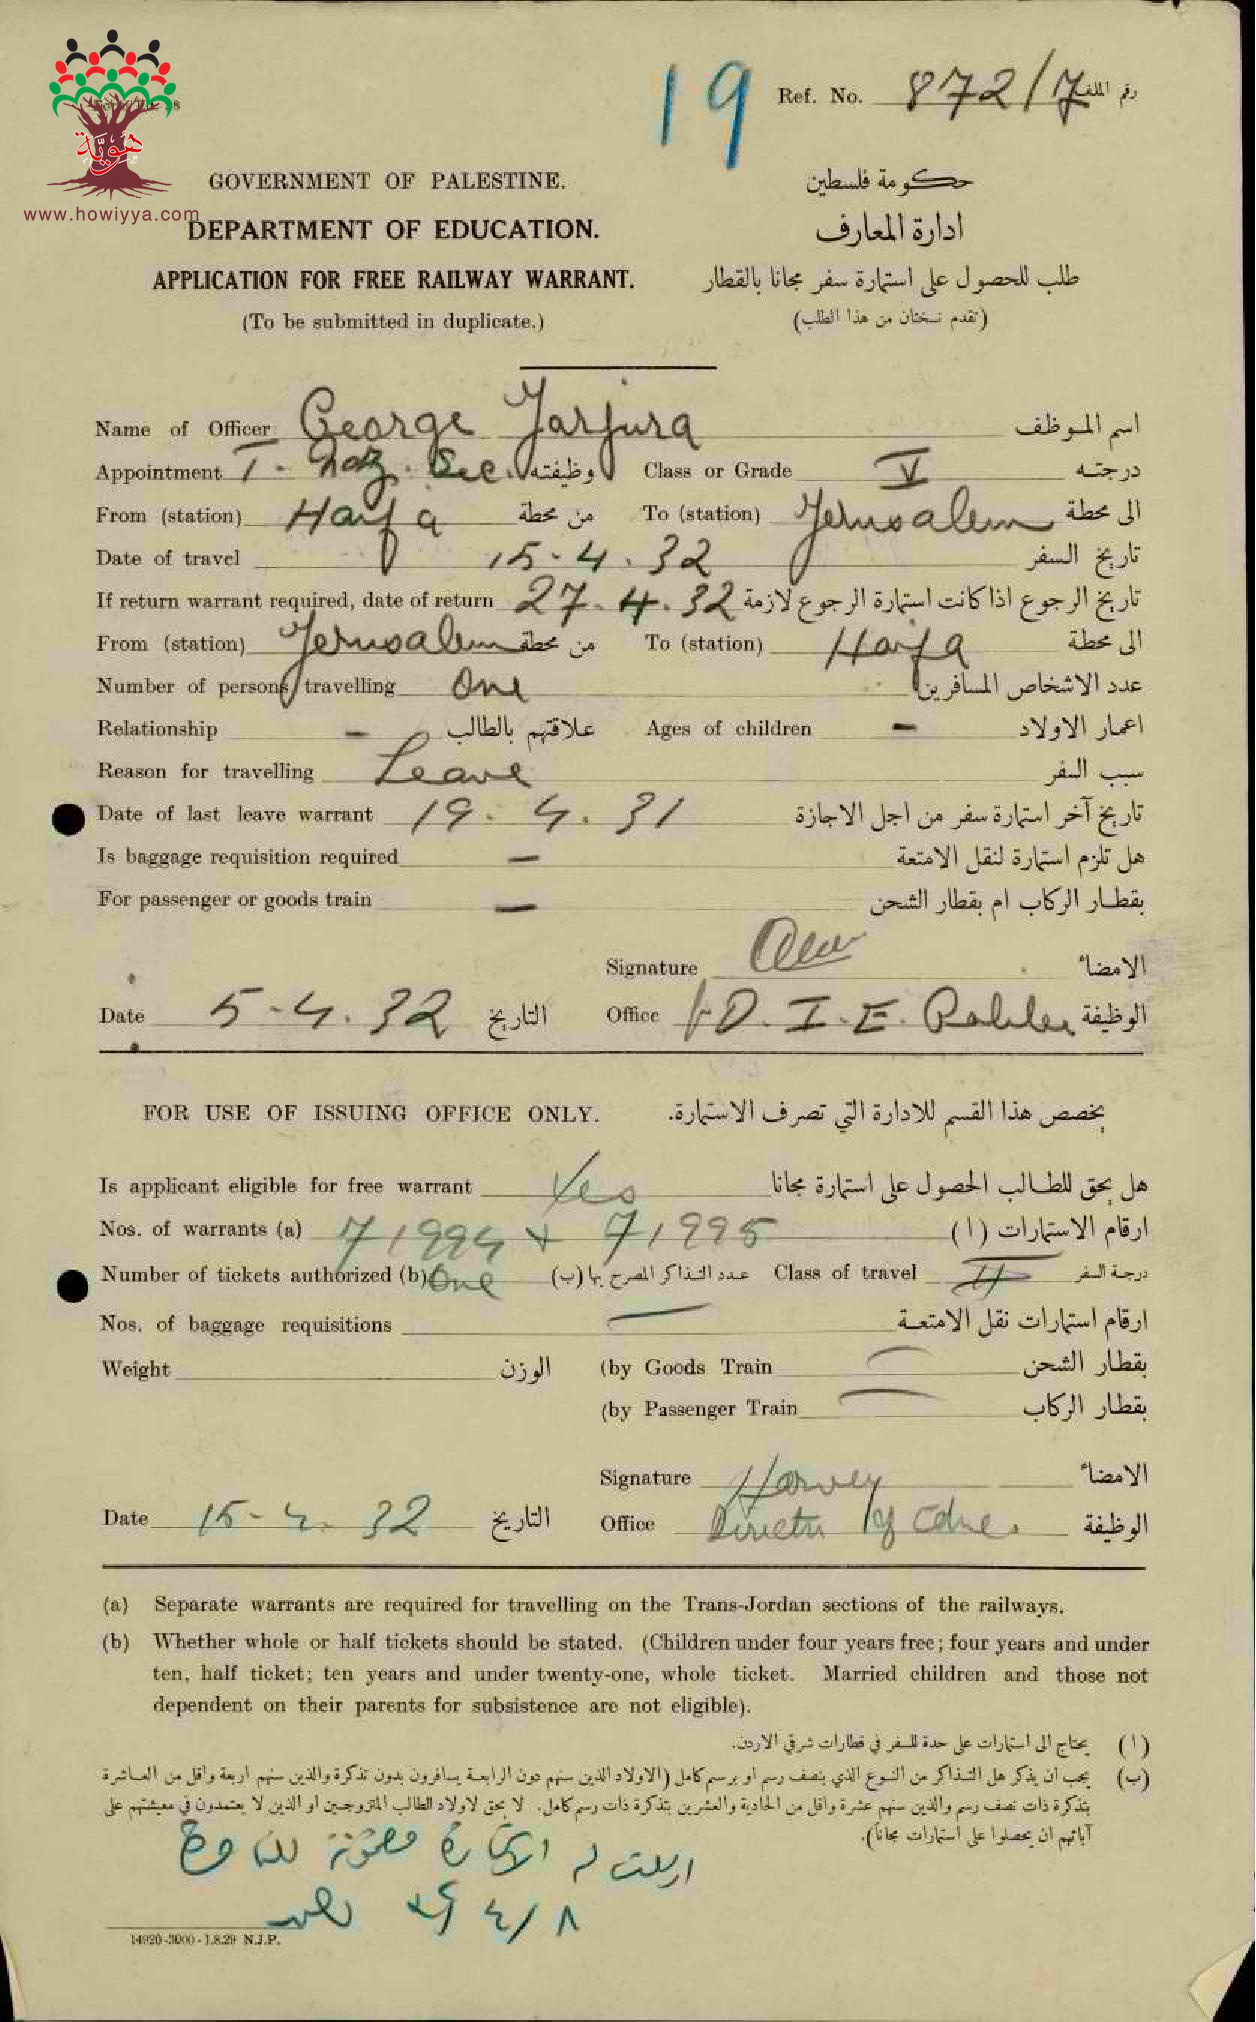 19
Ref. No. 872/7 رقم الملف
هوية
www.howiyya.com
GOVERNMENT OF PALESTINE. حكومة فلسطين
DEPARTMENT OF EDUCATION. ادارة المعارف
APPLICATION FOR FREE RAILWAY WARRANT. طلب للحصول على استمارة سفر مجانا بالقطار
(To be submitted in duplicate.) (تقدم نسختان من هذا الطلب)
Name of Officer George Jarjura اسم الموظف
Appointment T. Sec. وظيفته Class or Grade V درجته
From (station) Haifa من محطة To (station) Jerusalem الى محطة
Date of travel 15-4.32 تاريخ السفر
If return warrant required, date of return 27.4.32 تاريخ الرجوع اذا كانت استمارة الرجوع لازمة
From (station) Jerusalem من محطة To (station) Haifa الى محطة
Number of persons travelling One عدد الاشخاص المسافرين
Relationship - علاقتهم بالطالب Ages of children - اعمار الاولاد
Reason for travelling Leave سبب السفر
Date of last leave warrant 19.4.31 تاريخ آخر استمارة سفر من اجل الاجازة
Is baggage requisition required - هل تلزم استمارة لنقل الامتعة
For passenger or goods train - بقطار الركاب ام بقطار الشحن
Signature الامضاء
Date 5-4.32 التاريخ Office D. I. E. الوظيفة
FOR USE OF ISSUING OFFICE ONLY. يخصص هذا القسم للادارة التي تصرف الاستمارة.
Is applicant eligible for free warrant Yes هل يحق للطالب الحصول على استمارة مجانا
Nos. of warrants (a) 71994 + 71995 ارقام الاستمارات (ا)
Number of tickets authorized (b) One عدد التذاكر المصرح بها (ب) Class of travel II درجة السفر
Nos. of baggage requisitions — ارقام استمارات نقل الامتعة
Weight الوزن (by Goods Train — بقطار الشحن
(by Passenger Train — بقطار الركاب
Signature Harvey الامضاء
Date 15-4.32 التاريخ Office Director of Educ. الوظيفة
(a) Separate warrants are required for travelling on the Trans-Jordan sections of the railways.
(b) Whether whole or half tickets should be stated. (Children under four years free; four years and under
ten, half ticket; ten years and under twenty-one, whole ticket. Married children and those not
dependent on their parents for subsistence are not eligible).
(ا) يحتاج الى استمارات على حدة للسفر في قطارات شرقي الاردن.
(ب) يجب ان يذكر هل التذاكر من النوع الذي بنصف رسم او برسم كامل (الاولاد الذين سنهم دون الرابعة يسافرون بدون تذكرة والذين سنهم اربعة واقل من العاشرة
بتذكرة ذات نصف رسم والذين سنهم عشرة واقل من الحادية والعشرين بتذكرة ذات رسم كامل. لا يحق لاولاد الطالب المتزوجين او الذين لا يعتمدون في معيشتهم على
آبائهم ان يحصلوا على استمارات مجانا).
ارسلت له الاستمارة
٨/٤
14920-3000-1.8.29 N.J.P.